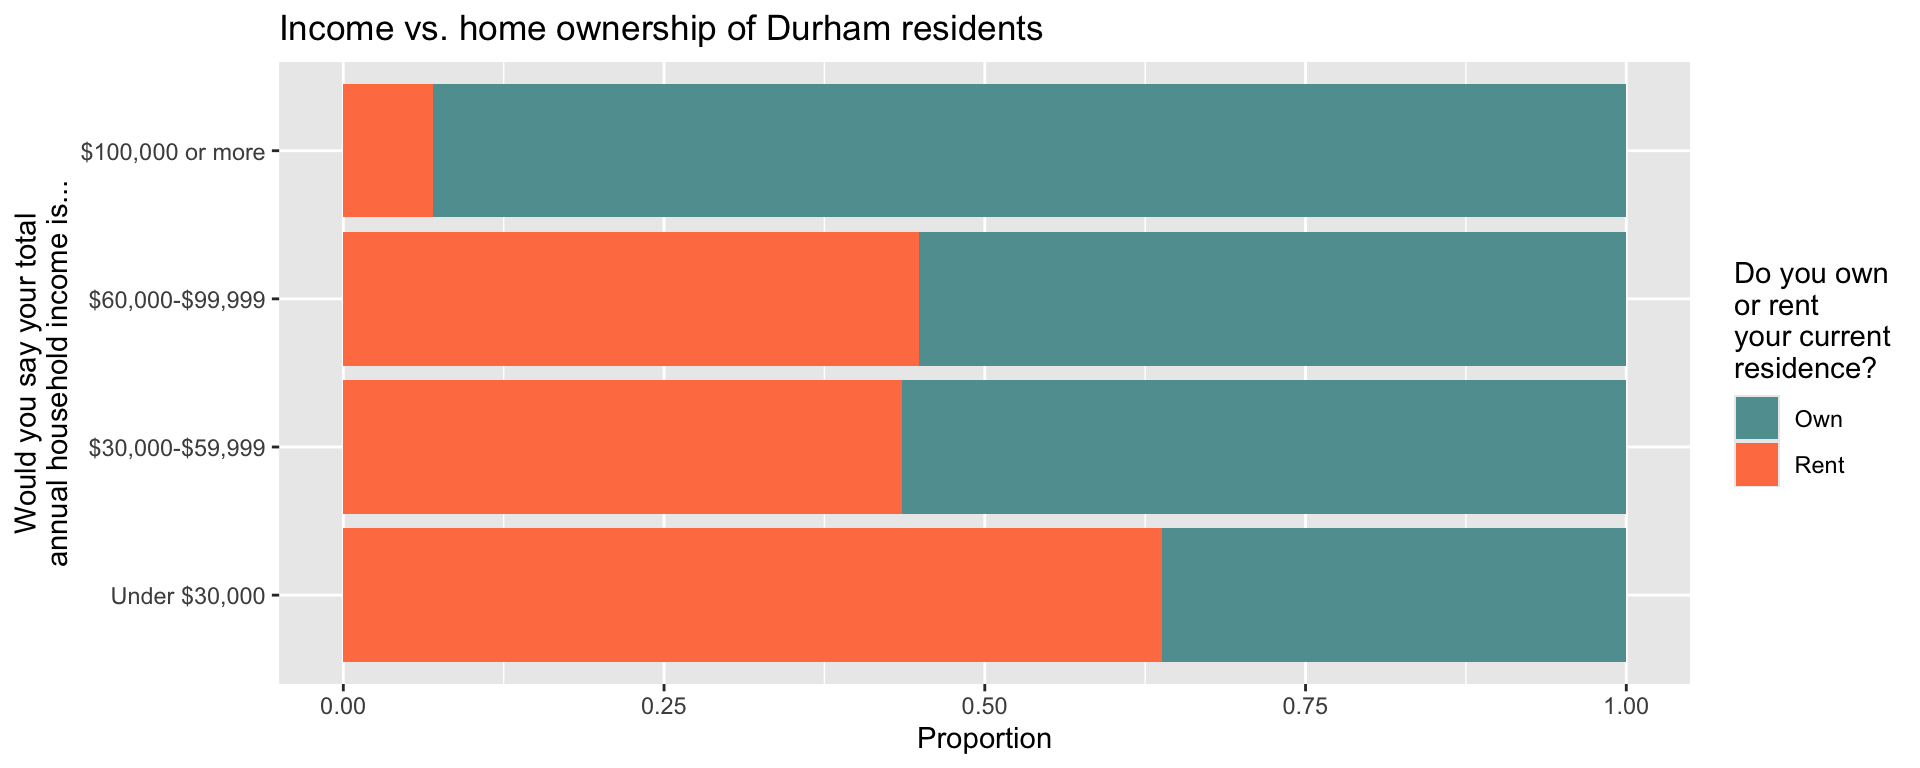 Income vs. home ownership of Durham residents
Would you say your total
annual household income is...
$100,000 or more
$60,000-$99,999
$30,000-$59,999
Under $30,000
0.00
0.25
0.50
0.75
1.00
Proportion
Do you own
or rent
your current
residence?
Own
Rent